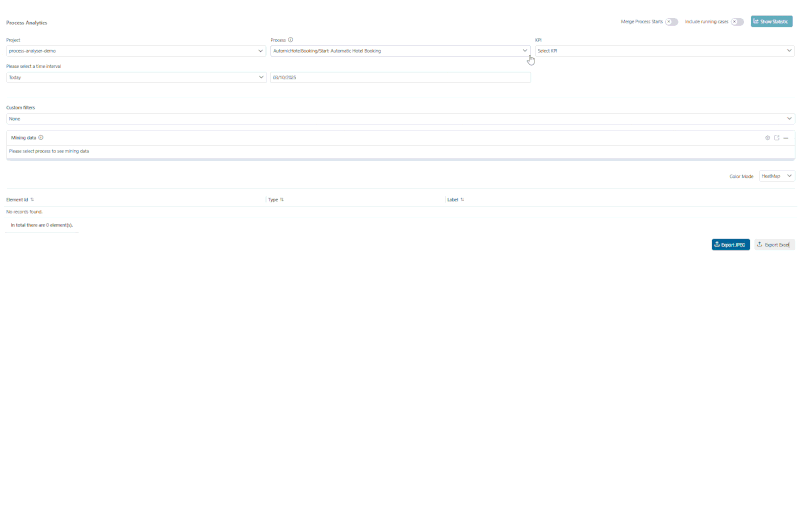 Process Analytics
Merge Process Starts
Include running cases
Show Statistic
Project
Process
KPI
process-analyser-demo
AutomicHotelBooking/Start Automatic Hotel Booking
Select KPI
Please select a time interval
Today
03/10/2025
Custom filters
None
Mining data
Please select process to see mining data
Color Mode
HeatMap
Element Id
Type
Label
No records found.
In total there are 0 element(s).
Export JPEG
Export Excel